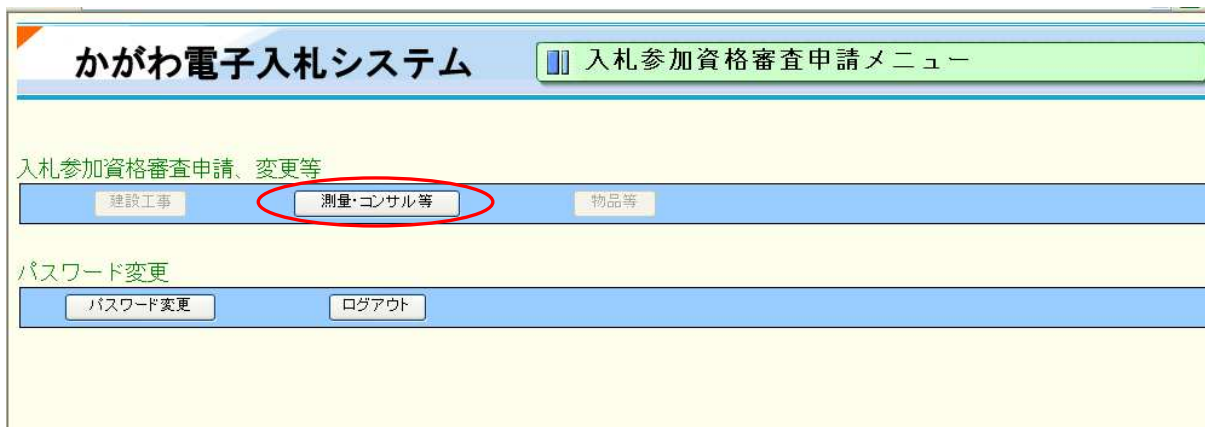 かがわ電子入札システム 入札参加資格審査申請メニュー
入札参加資格審査申請、変更等
建設工事 測量・コンサル等 物品等
パスワード変更
パスワード変更 ログアウト